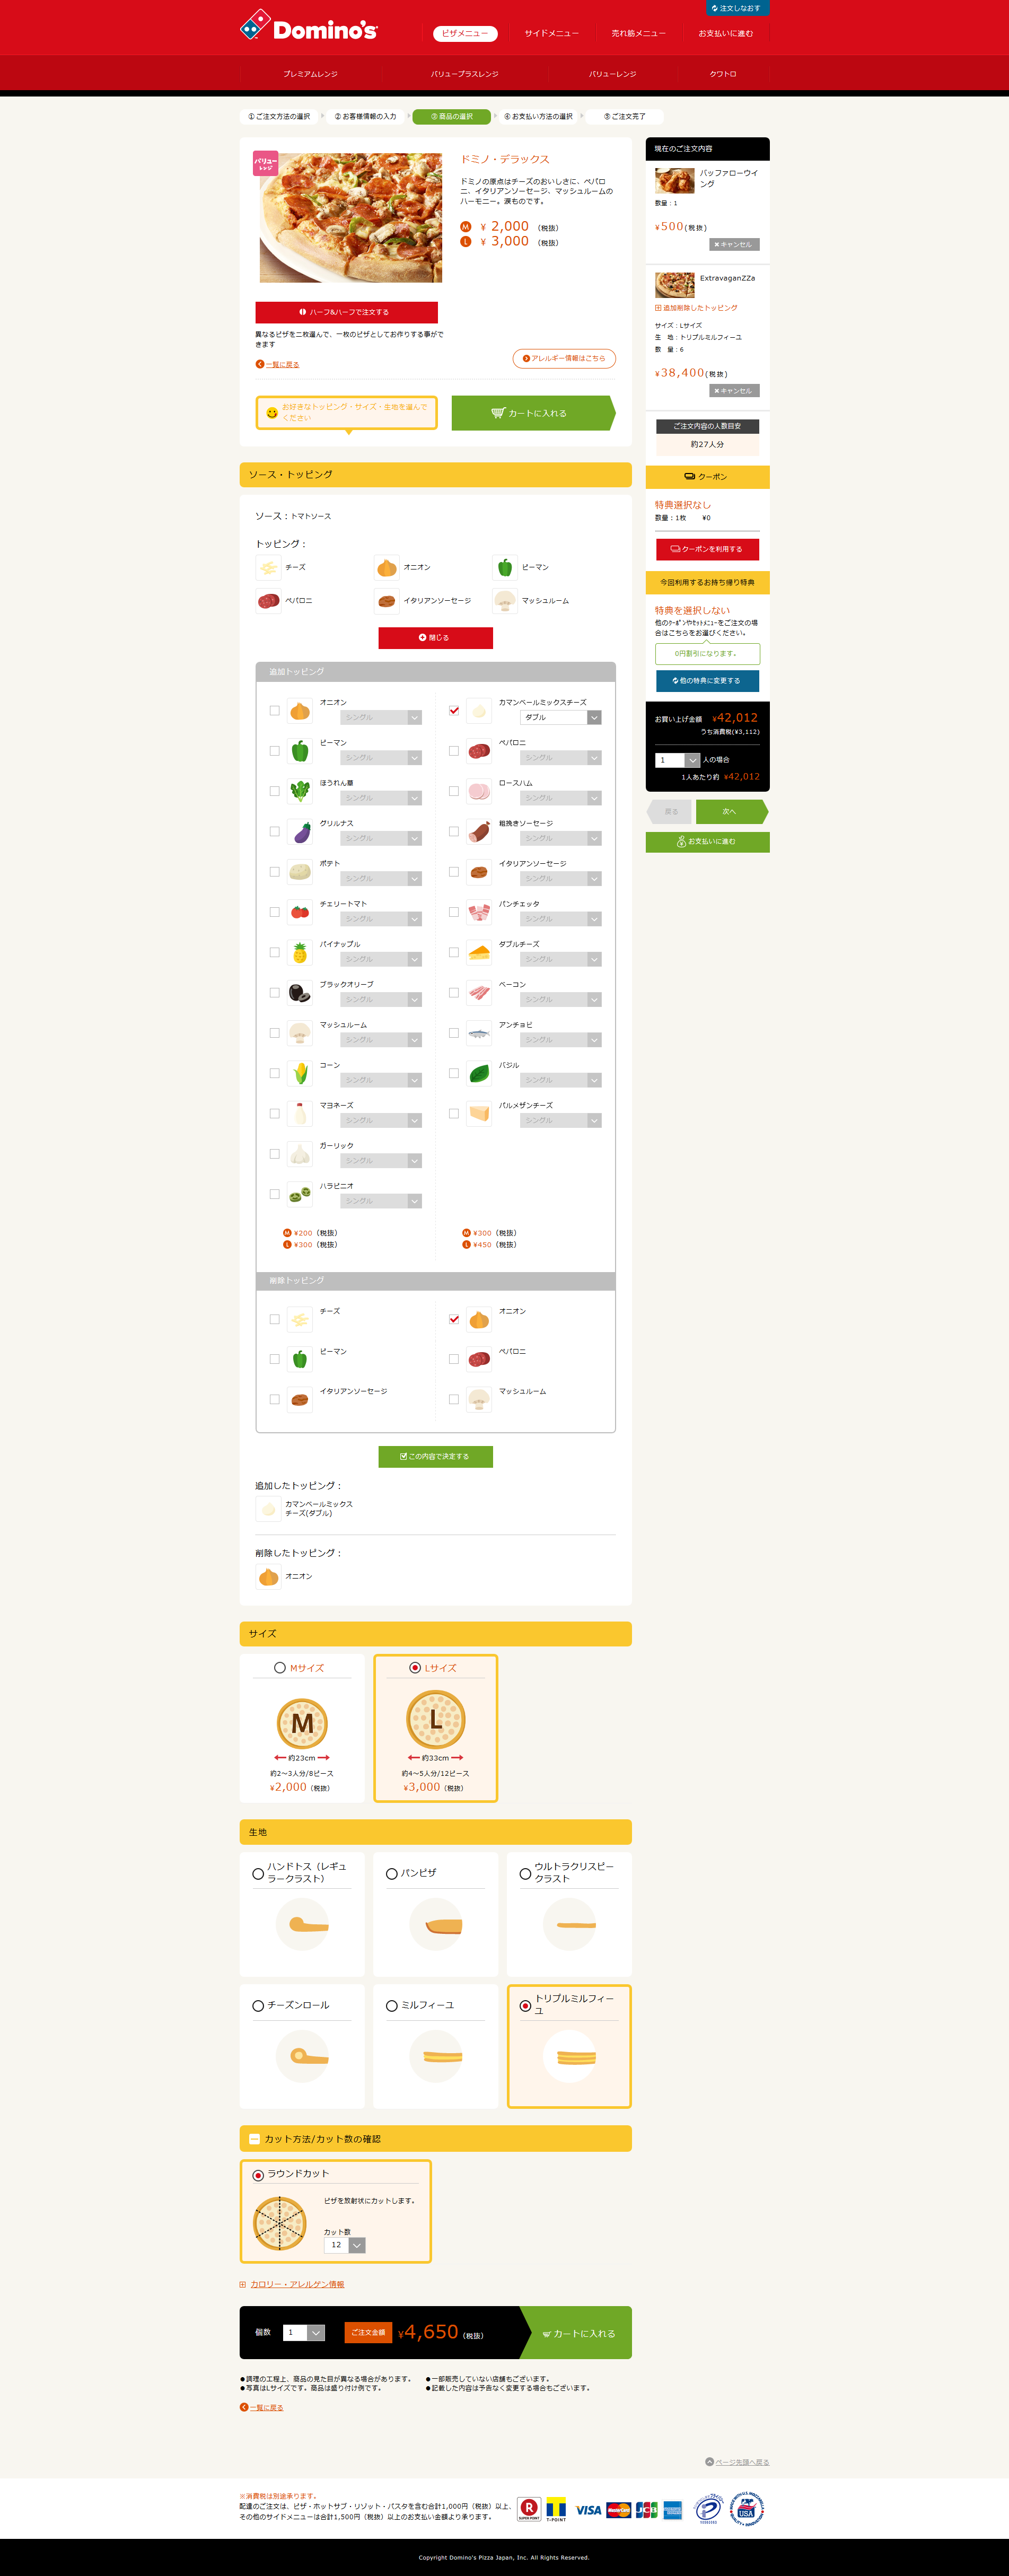 注文しなおす
Domino's
ピザメニュー
サイドメニュー
売れ筋メニュー
お支払いに進む
プレミアムレンジ
バリュープラスレンジ
バリューレンジ
クワトロ
① ご注文方法の選択
② お客様情報の入力
③ 商品の選択
④ お支払い方法の選択
⑤ ご注文完了
バリュー
レンジ
ドミノ・デラックス
ドミノの原点はチーズのおいしさに、ペパロ
ニ、イタリアンソーセージ、マッシュルームの
ハーモニー。涙ものです。
M ¥ 2,000 (税抜)
L ¥ 3,000 (税抜)
ハーフ&ハーフで注文する
異なるピザを二枚選んで、一枚のピザとしてお作りする事がで
きます
一覧に戻る
アレルギー情報はこちら
お好きなトッピング・サイズ・生地を選んで
ください
カートに入れる
ソース・トッピング
ソース：トマトソース
トッピング：
チーズ
オニオン
ピーマン
ペパロニ
イタリアンソーセージ
マッシュルーム
閉じる
追加トッピング
オニオン
シングル
カマンベールミックスチーズ
ダブル
ピーマン
シングル
ペパロニ
シングル
ほうれん草
シングル
ロースハム
シングル
グリルナス
シングル
粗挽きソーセージ
シングル
ポテト
シングル
イタリアンソーセージ
シングル
チェリートマト
シングル
パンチェッタ
シングル
パイナップル
シングル
ダブルチーズ
シングル
ブラックオリーブ
シングル
ベーコン
シングル
マッシュルーム
シングル
アンチョビ
シングル
コーン
シングル
バジル
シングル
マヨネーズ
シングル
パルメザンチーズ
シングル
ガーリック
シングル
ハラピニオ
シングル
M ¥200（税抜）
L ¥300（税抜）
M ¥300（税抜）
L ¥450（税抜）
削除トッピング
チーズ
オニオン
ピーマン
ペパロニ
イタリアンソーセージ
マッシュルーム
この内容で決定する
追加したトッピング：
カマンベールミックス
チーズ(ダブル)
削除したトッピング：
オニオン
サイズ
Mサイズ
M
約23cm
約2～3人分/8ピース
¥2,000（税抜）
Lサイズ
L
約33cm
約4～5人分/12ピース
¥3,000（税抜）
生地
ハンドトス（レギュ
ラークラスト）
パンピザ
ウルトラクリスピー
クラスト
チーズンロール
ミルフィーユ
トリプルミルフィー
ユ
カット方法/カット数の確認
ラウンドカット
ピザを放射状にカットします。
カット数
12
カロリー・アレルゲン情報
個数
1
ご注文金額
¥4,650（税抜）
カートに入れる
●調理の工程上、商品の見た目が異なる場合があります。
●一部販売していない店舗もございます。
●写真はLサイズです。商品は盛り付け例です。
●記載した内容は予告なく変更する場合もございます。
一覧に戻る
現在のご注文内容
バッファローウイ
ング
数量：1
¥500(税抜)
キャンセル
ExtravaganZZa
追加削除したトッピング
サイズ：Lサイズ
生　地：トリプルミルフィーユ
数　量：6
¥38,400(税抜)
キャンセル
ご注文内容の人数目安
約27人分
クーポン
特典選択なし
数量：1枚 ¥0
クーポンを利用する
今回利用するお持ち帰り特典
特典を選択しない
他のｸｰﾎﾟﾝやｾｯﾄﾒﾆｭｰをご注文の場
合はこちらをお選びください。
0円割引になります。
他の特典に変更する
お買い上げ金額 ¥42,012
うち消費税(¥3,112)
1 人の場合
1人あたり約 ¥42,012
戻る
次へ
お支払いに進む
ページ先頭へ戻る
※消費税は別途承ります。
配達のご注文は、ピザ・ホットサブ・リゾット・パスタを含む合計1,000円（税抜）以上、
その他のサイドメニューは合計1,500円（税抜）以上のお支払い金額より承ります。
R
SUPER POINT
T-POINT
VISA
MasterCard
JCB
USA
Copyright Domino's Pizza Japan, Inc. All Rights Reserved.